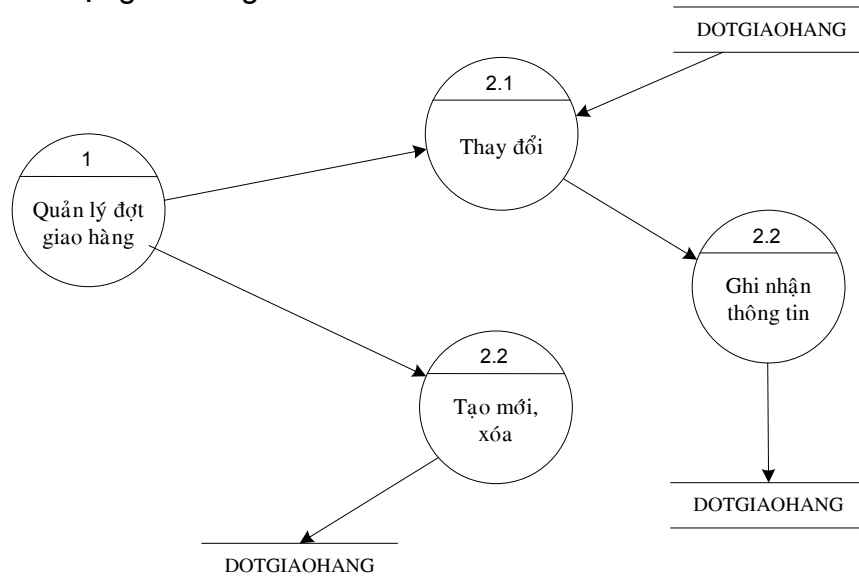 DOTGIAOHANG
2.1
Thay đổi
1
Quản lý đợt
giao hàng
2.2
Ghi nhận
thông tin
2.2
Tạo mới,
xóa
DOTGIAOHANG
DOTGIAOHANG